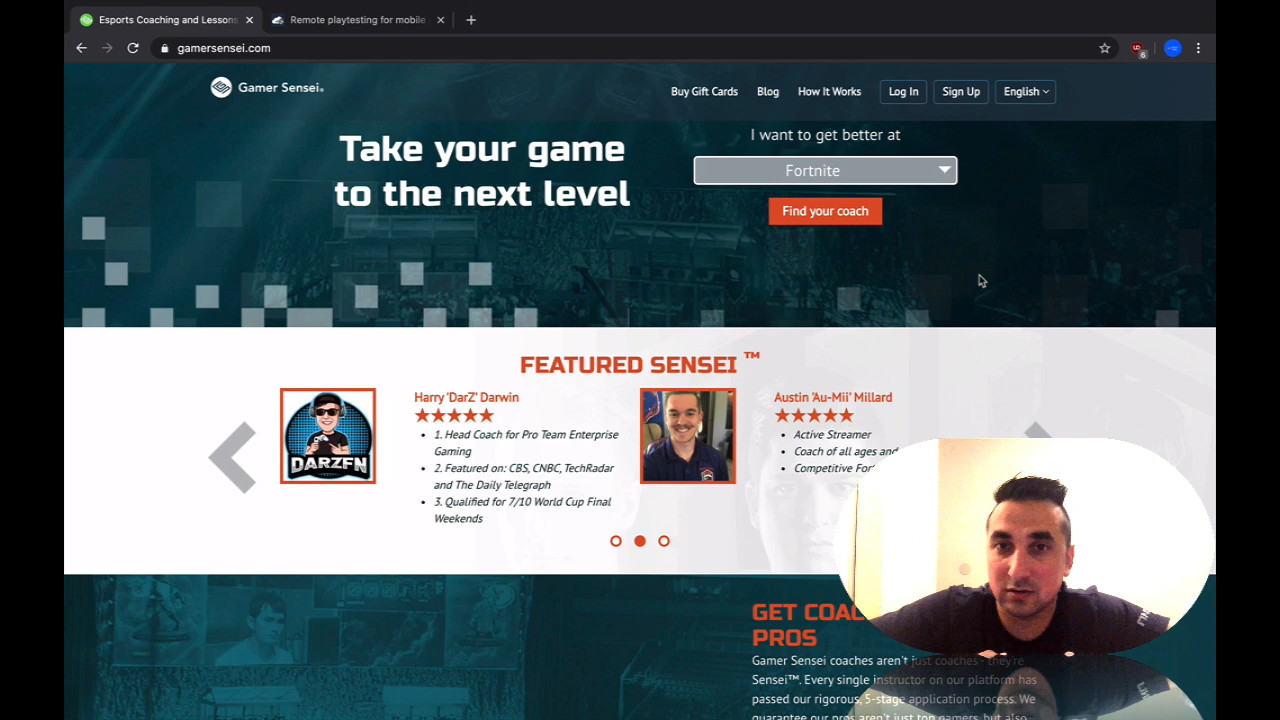 Esports Coaching and Lessons
Remote playtesting for mobile
gamersensei.com
6
Gamer Sensei
Buy Gift Cards
Blog
How It Works
Log In
Sign Up
English
Take your game
to the next level
I want to get better at
Fortnite
Find your coach
FEATURED SENSEI ™
DARZFN
Harry 'DarZ' Darwin
1. Head Coach for Pro Team Enterprise
Gaming
2. Featured on: CBS, CNBC, TechRadar
and The Daily Telegraph
3. Qualified for 7/10 World Cup Final
Weekends
Austin 'Au-Mii' Millard
Active Streamer
Coach of all ages and
Competitive
GET
PROS
Gamer Sensei coaches aren't just coaches - they're
Sensei™. Every single instructor on our platform has
passed our rigorous, 5-stage application process. We
guarantee our pros aren't just top gamers, but also